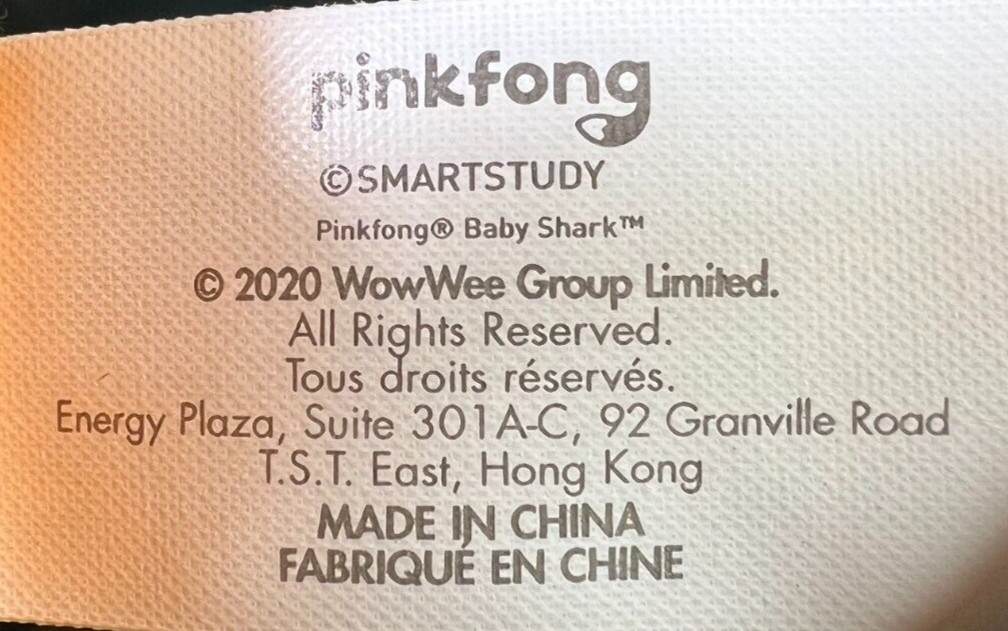 pinkfong
©SMARTSTUDY
Pinkfong® Baby Shark™
© 2020 WowWee Group Limited.
All Rights Reserved.
Tous droits réservés.
Energy Plaza, Suite 301A-C, 92 Granville Road
T.S.T. East, Hong Kong
MADE IN CHINA
FABRIQUÉ EN CHINE